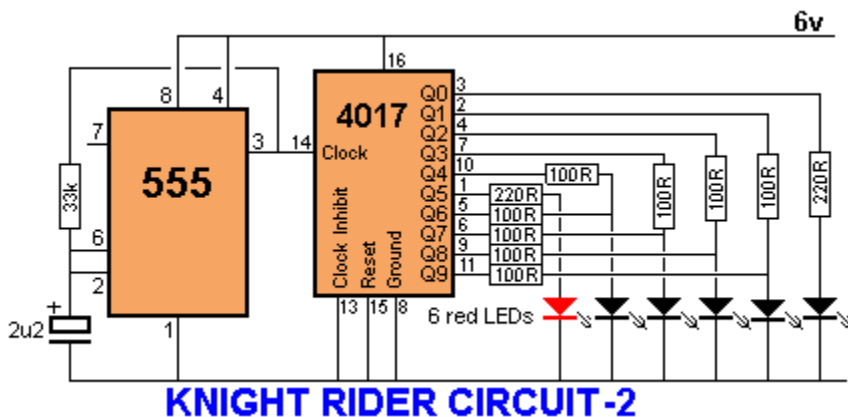 6v
16
8
4
7
3
14
555
33k
6
2
1
+
2u2
4017
Clock
Clock Inhibit
Reset
Ground
13
15
8
Q0
Q1
Q2
Q3
Q4
Q5
Q6
Q7
Q8
Q9
3
2
4
7
10
1
5
6
9
11
100R
220R
100R
100R
100R
100R
100R
100R
100R
220R
6 red LEDs
KNIGHT RIDER CIRCUIT-2